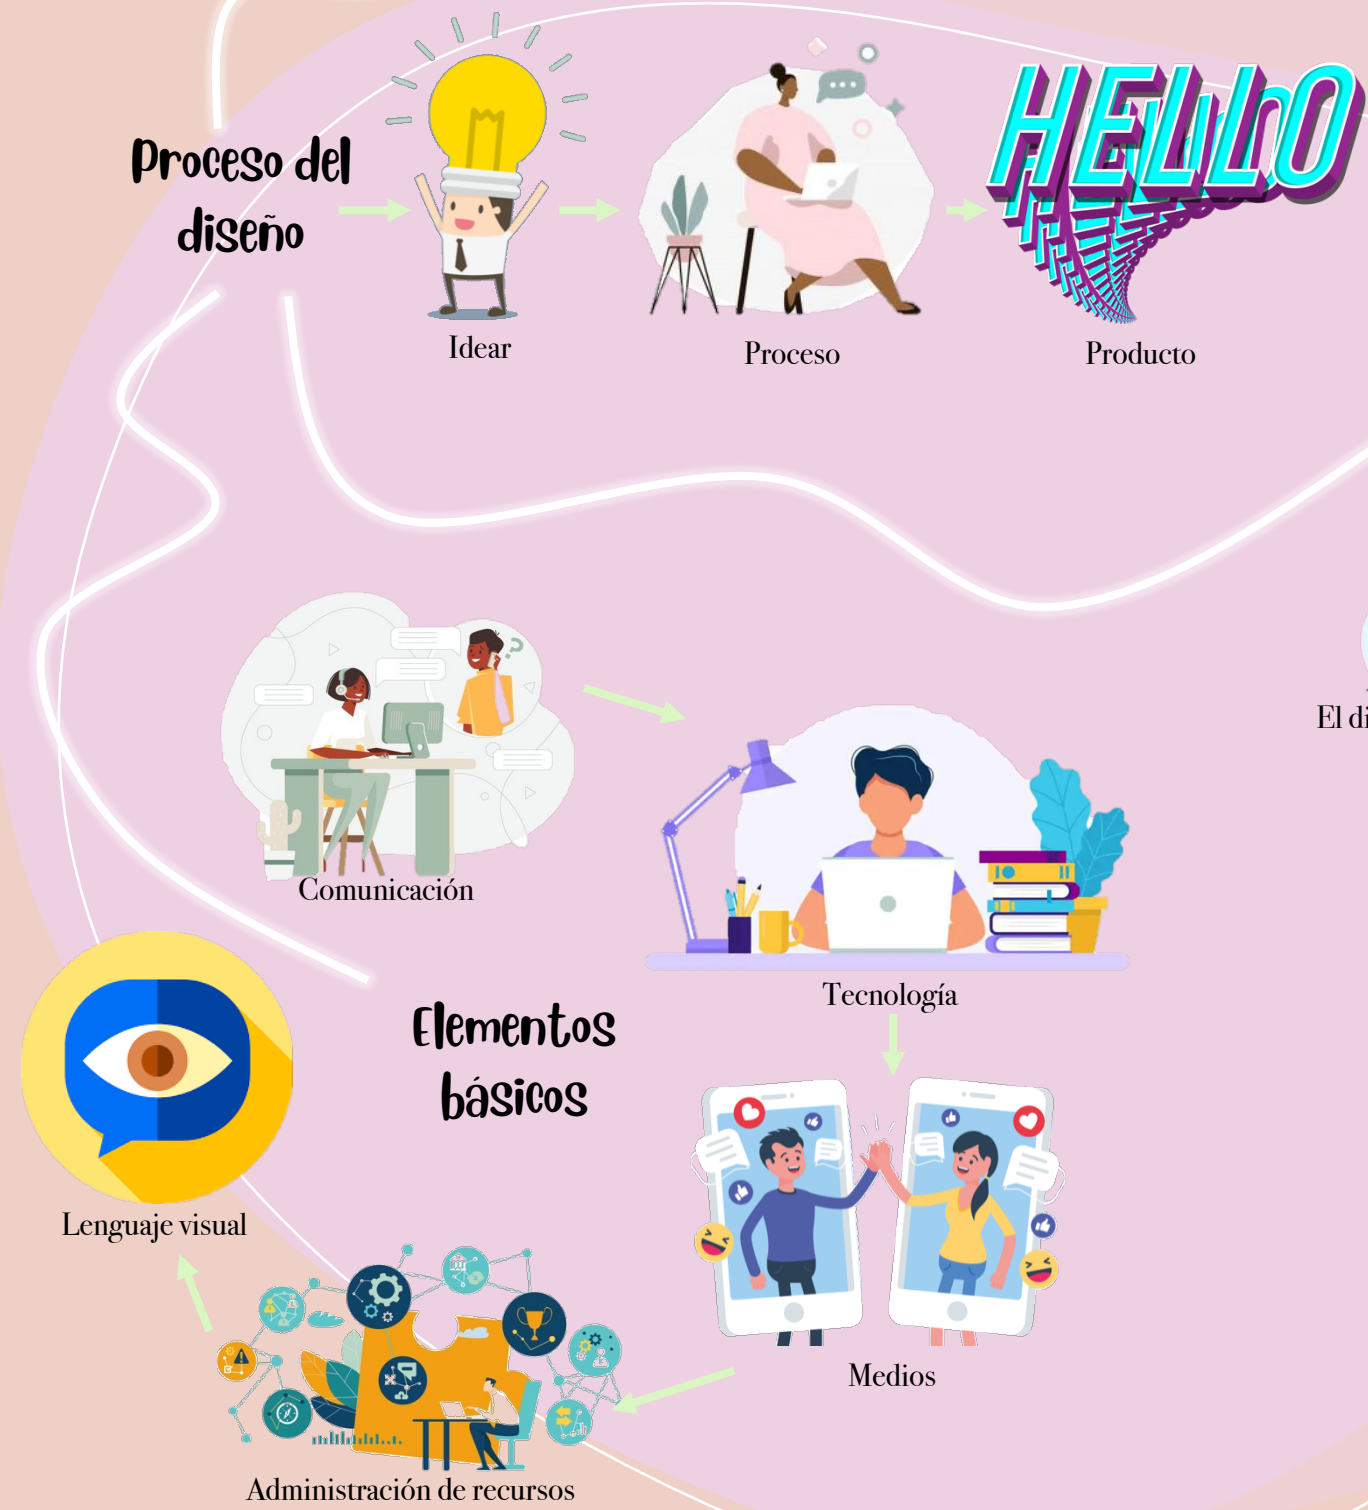 Proceso del
diseño
HELLO
Idear
Proceso
Producto
El di
Comunicación
Tecnología
Elementos
básicos
Lenguaje visual
Medios
Administración de recursos